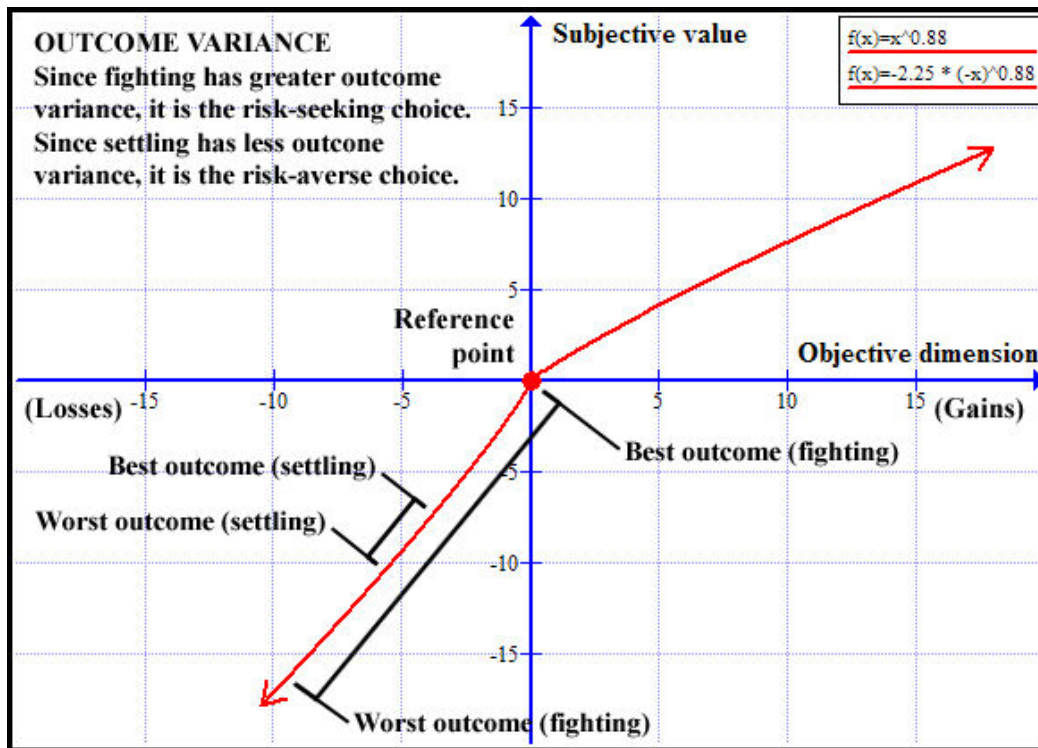 OUTCOME VARIANCE
Since fighting has greater outcome
variance, it is the risk-seeking choice.
Since settling has less outcone
variance, it is the risk-averse choice.
Subjective value
f(x)=x^0.88
f(x)=-2.25 * (-x)^0.88
15
10
5
Reference
point
Objective dimension
(Losses)
-15
-10
-5
5
10
15
(Gains)
Best outcome (fighting)
Best outcome (settling)
-5
Worst outcome (settling)
-10
-15
Worst outcome (fighting)